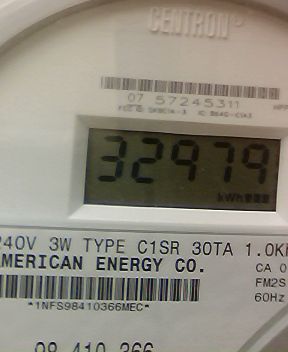 CENTRON
07 57245311
32979
kWh
240V 3W TYPE C1SR 30TA 1.0K
AMERICAN ENERGY CO.
CA 0
FM2S
60Hz
*1NFS98410366MEC*
98 410 366